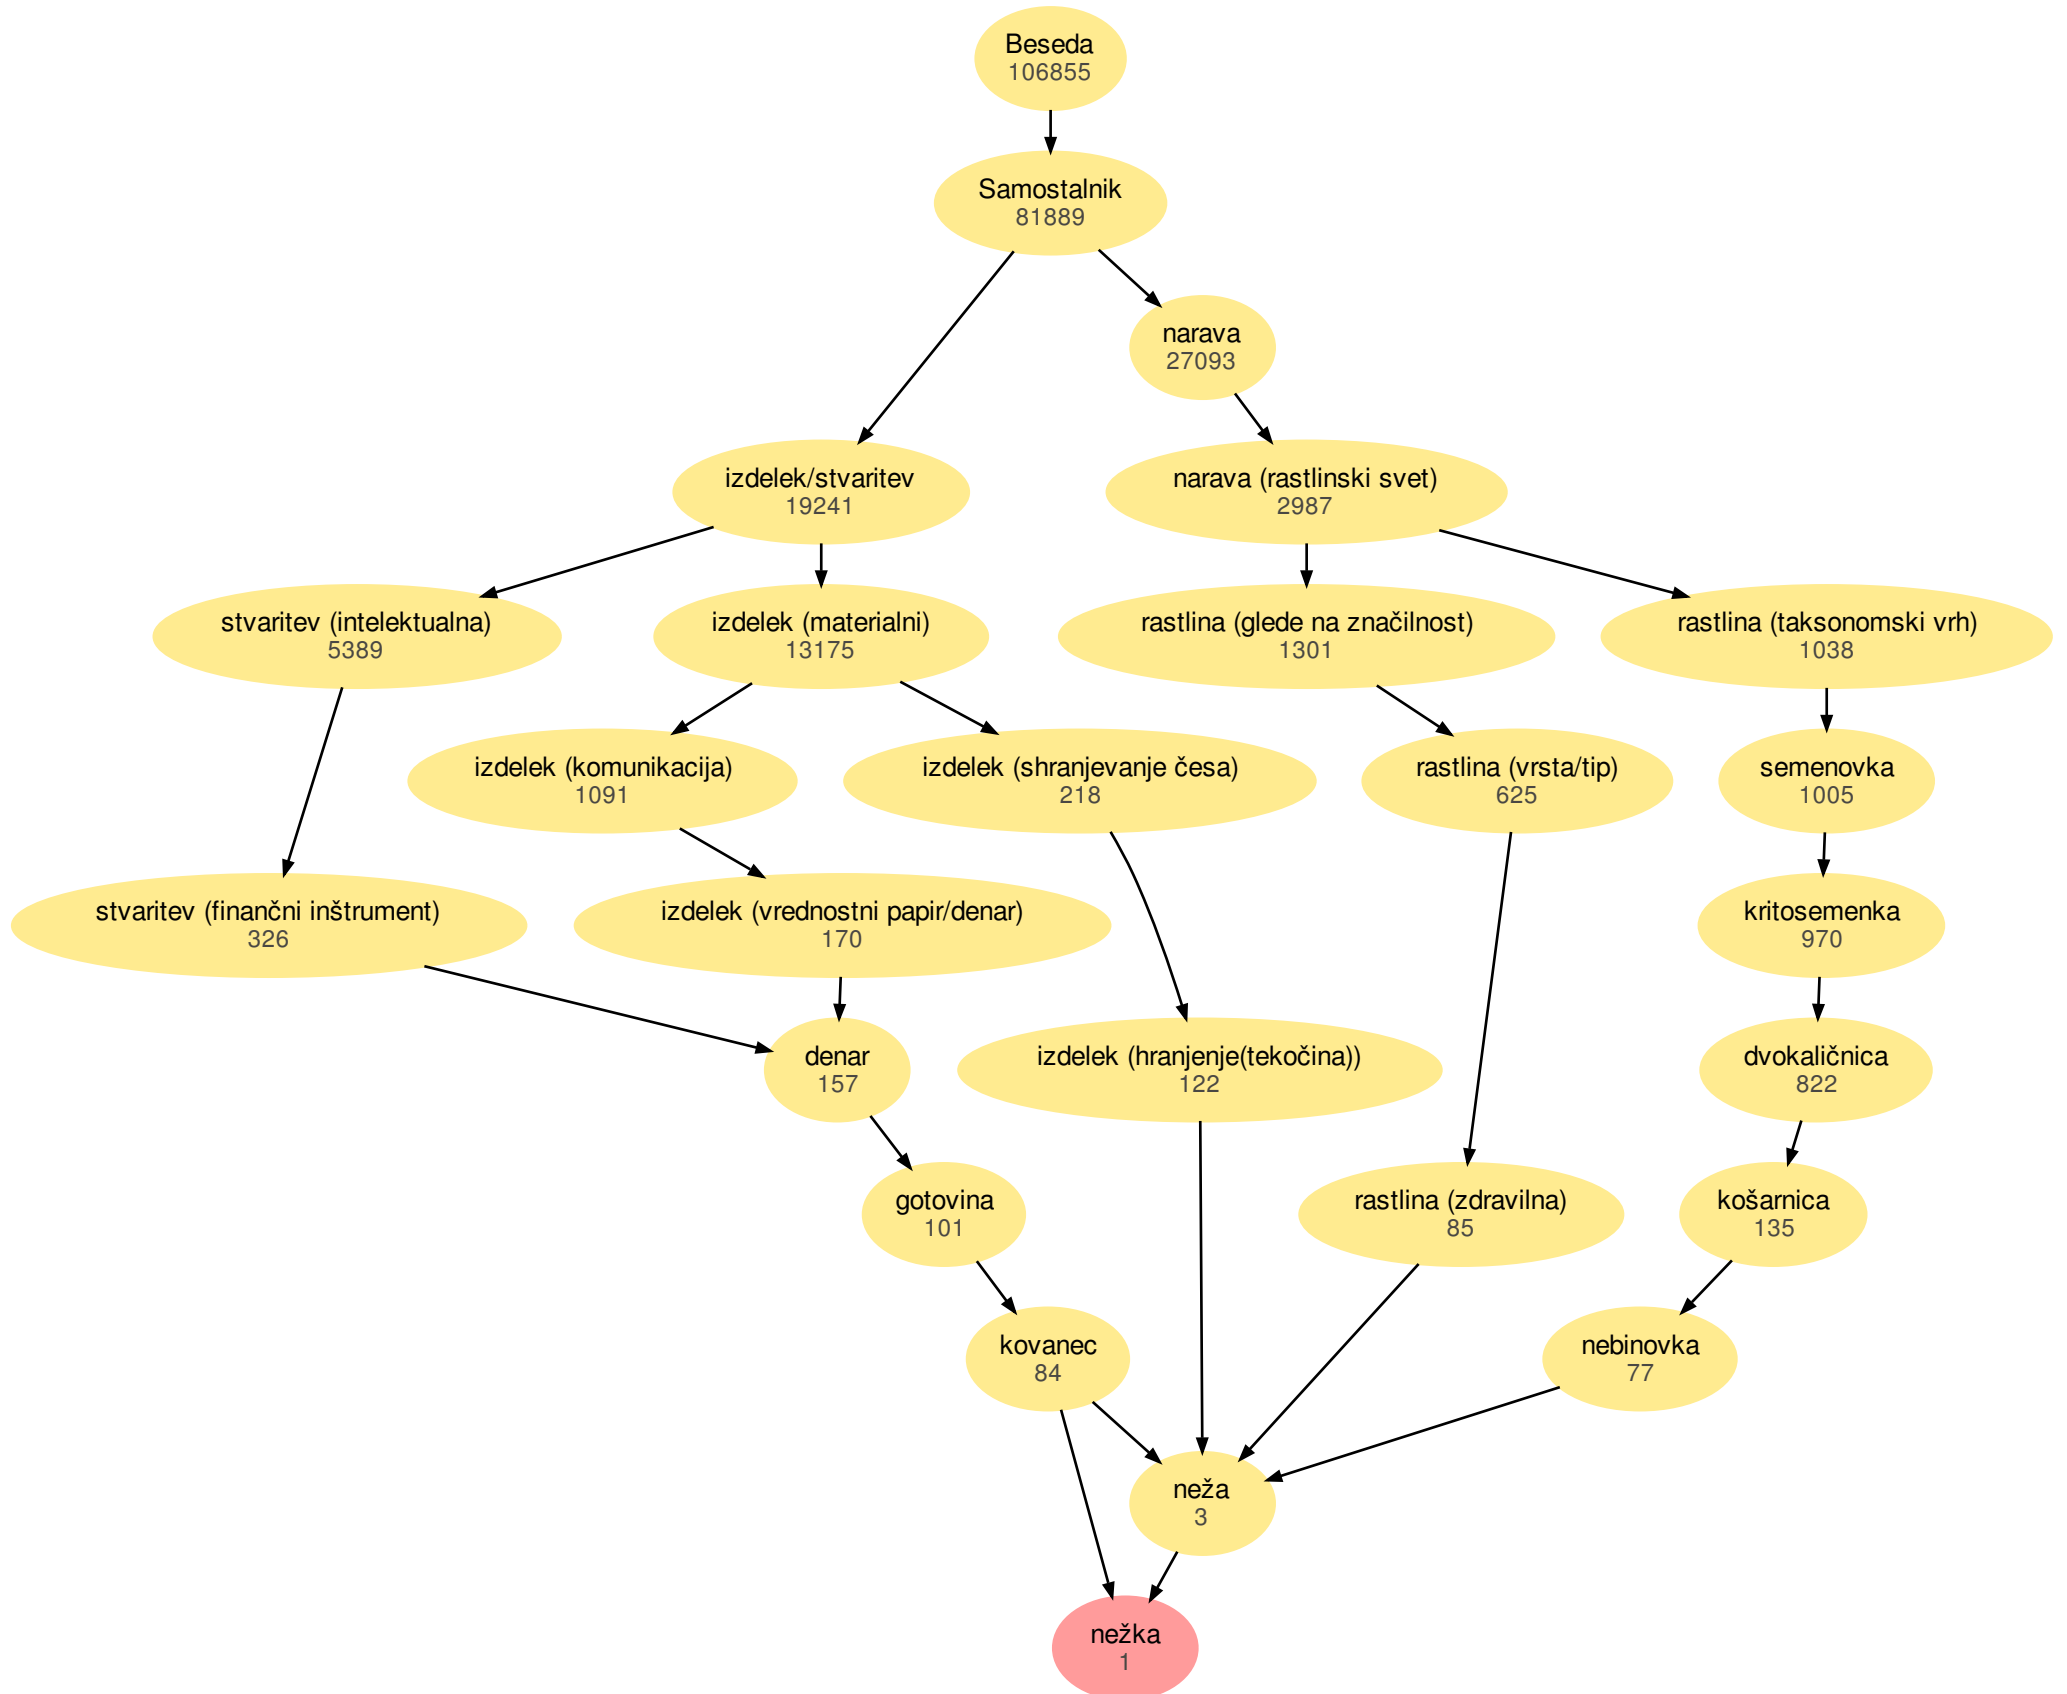 Beseda
106855
Samostalnik
81889
narava
27093
izdelek/stvaritev
19241
narava (rastlinski svet)
2987
stvaritev (intelektualna)
5389
izdelek (materialni)
13175
rastlina (glede na značilnost)
1301
rastlina (taksonomski vrh)
1038
izdelek (komunikacija)
1091
izdelek (shranjevanje česa)
218
rastlina (vrsta/tip)
625
semenovka
1005
stvaritev (finančni inštrument)
326
izdelek (vrednostni papir/denar)
170
kritosemenka
970
denar
157
izdelek (hranjenje(tekočina))
122
dvokaličnica
822
gotovina
101
rastlina (zdravilna)
85
košarnica
135
kovanec
84
nebinovka
77
neža
3
nežka
1